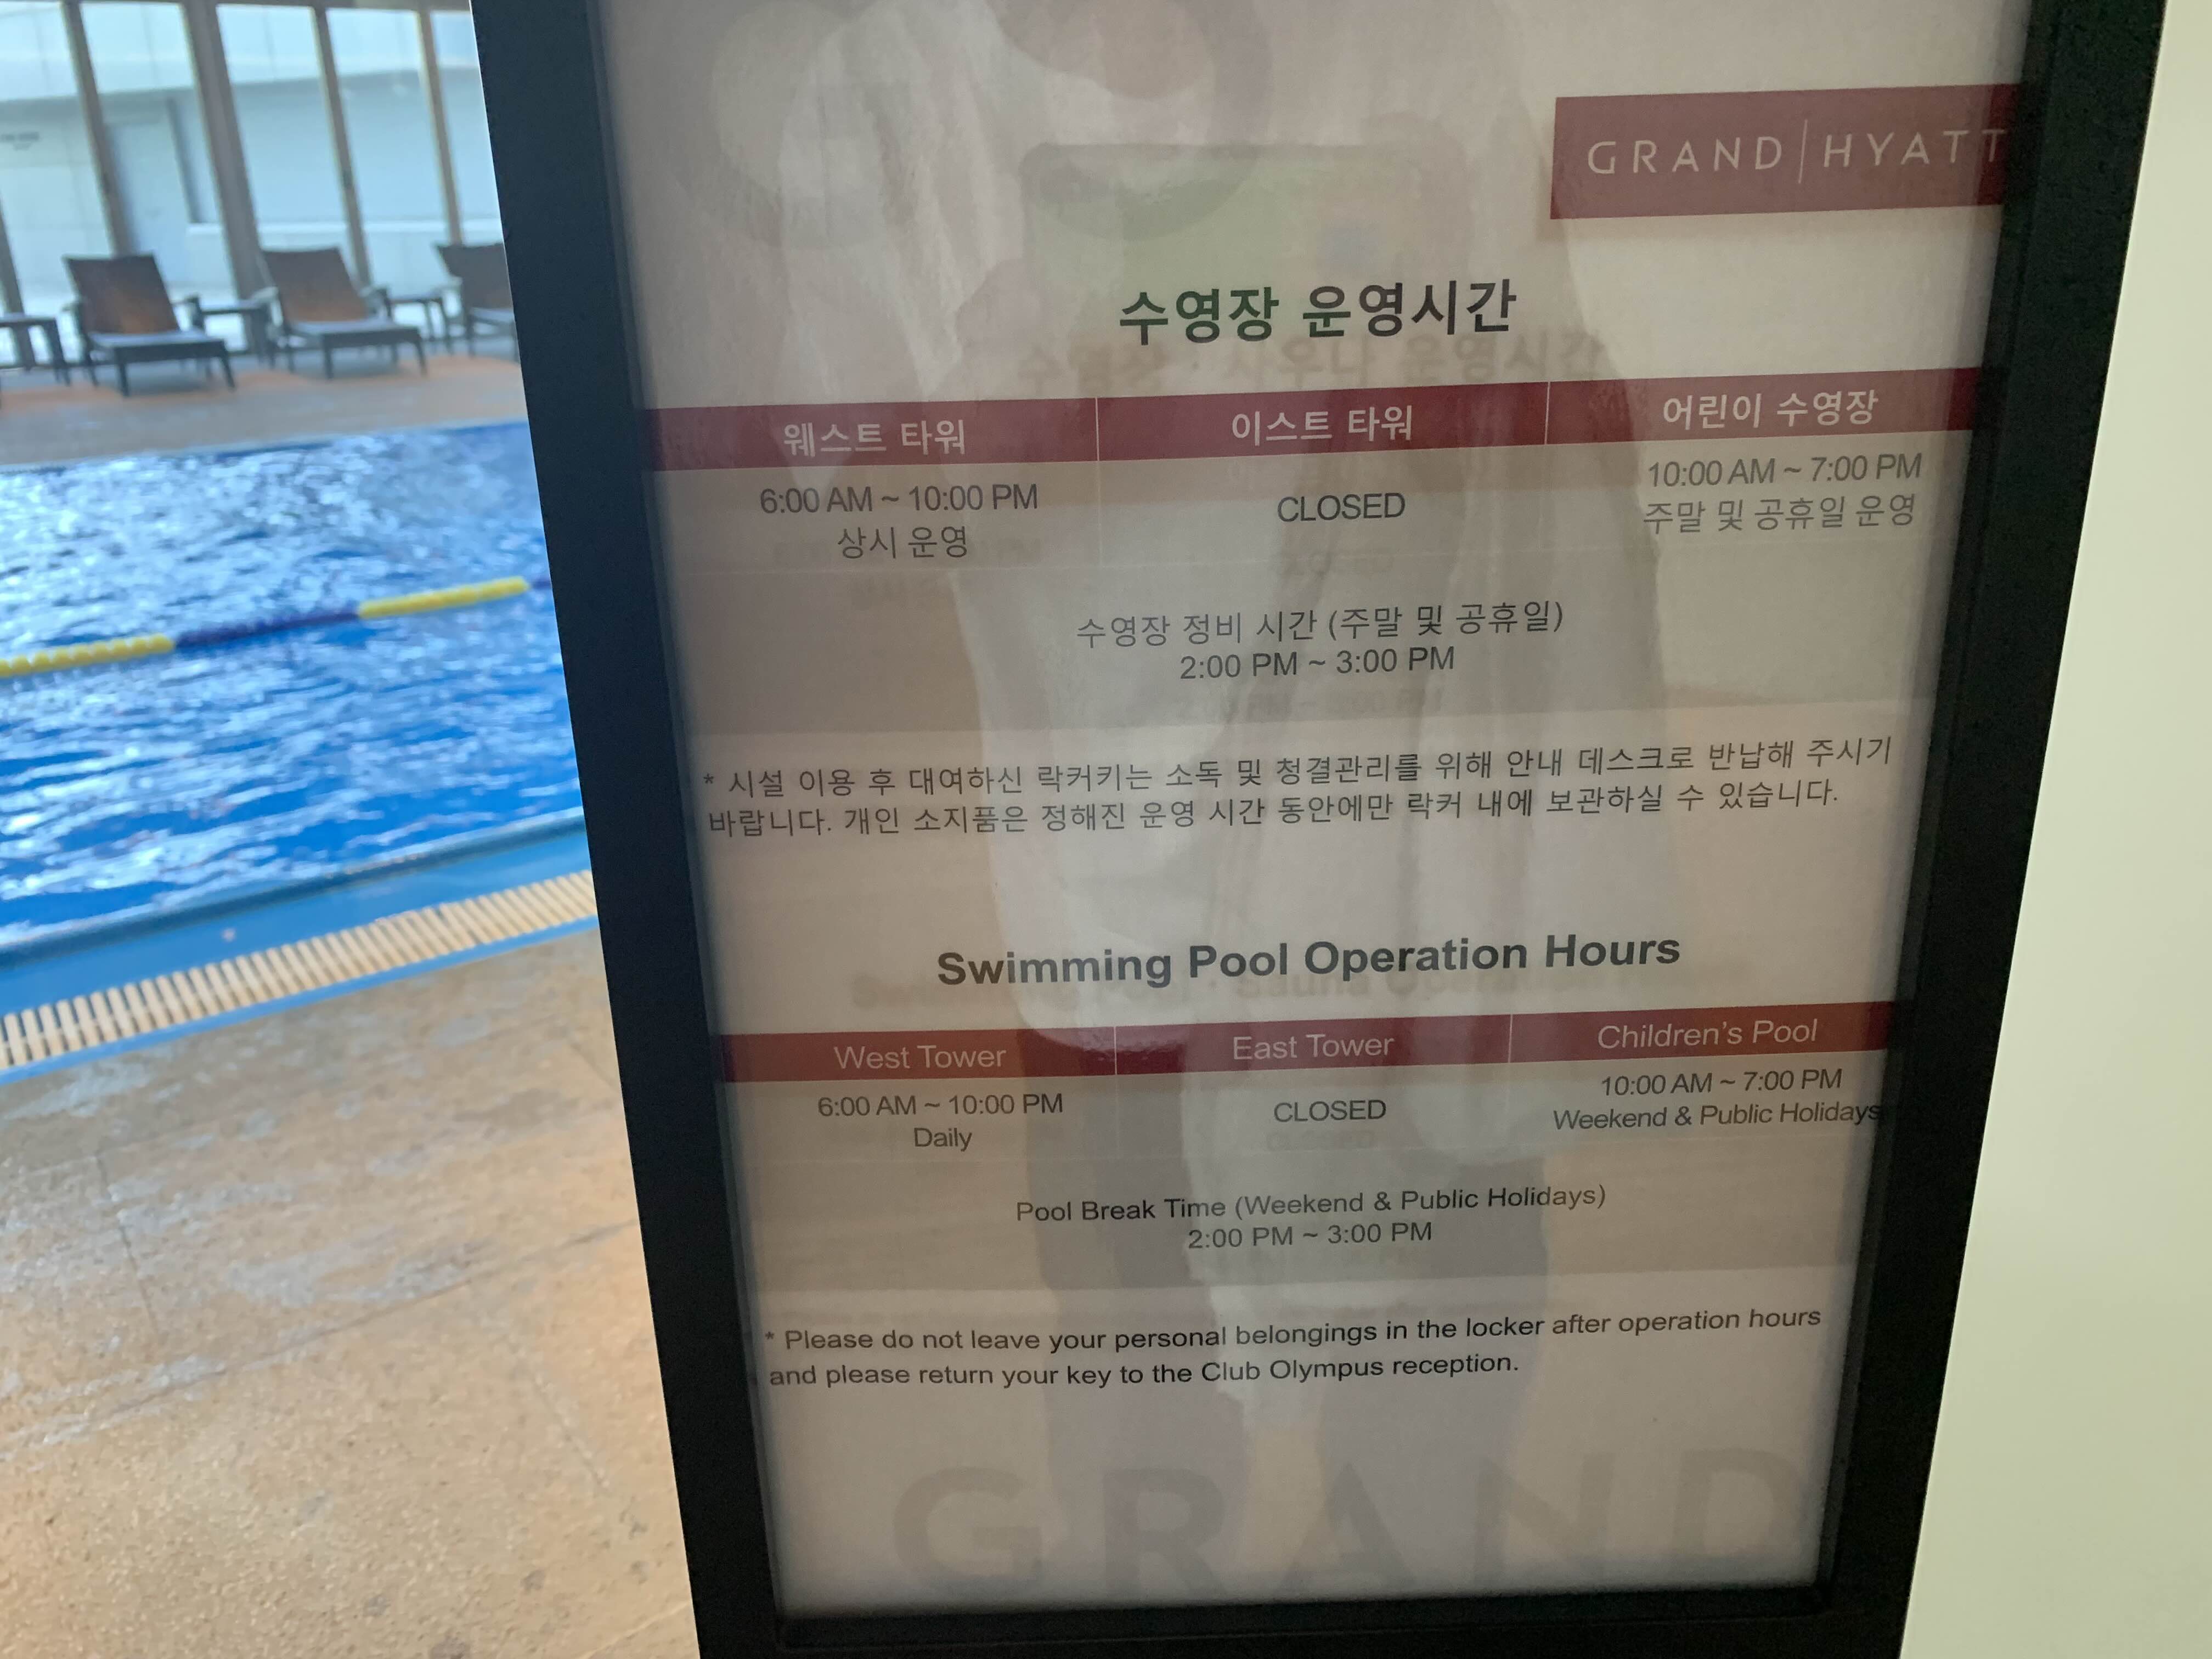 GRAND | HYATT
수영장 운영시간
웨스트 타워 이스트 타워 어린이 수영장
6:00 AM ~ 10:00 PM CLOSED 10:00 AM ~ 7:00 PM
상시 운영 주말 및 공휴일 운영
수영장 정비 시간 (주말 및 공휴일)
2:00 PM ~ 3:00 PM
* 시설 이용 후 대여하신 락커키는 소독 및 청결관리를 위해 안내 데스크로 반납해 주시기
바랍니다. 개인 소지품은 정해진 운영 시간 동안에만 락커 내에 보관하실 수 있습니다.
Swimming Pool Operation Hours
West Tower East Tower Children's Pool
6:00 AM ~ 10:00 PM CLOSED 10:00 AM ~ 7:00 PM
Daily Weekend & Public Holidays
Pool Break Time (Weekend & Public Holidays)
2:00 PM ~ 3:00 PM
* Please do not leave your personal belongings in the locker after operation hours
and please return your key to the Club Olympus reception.
GRAND